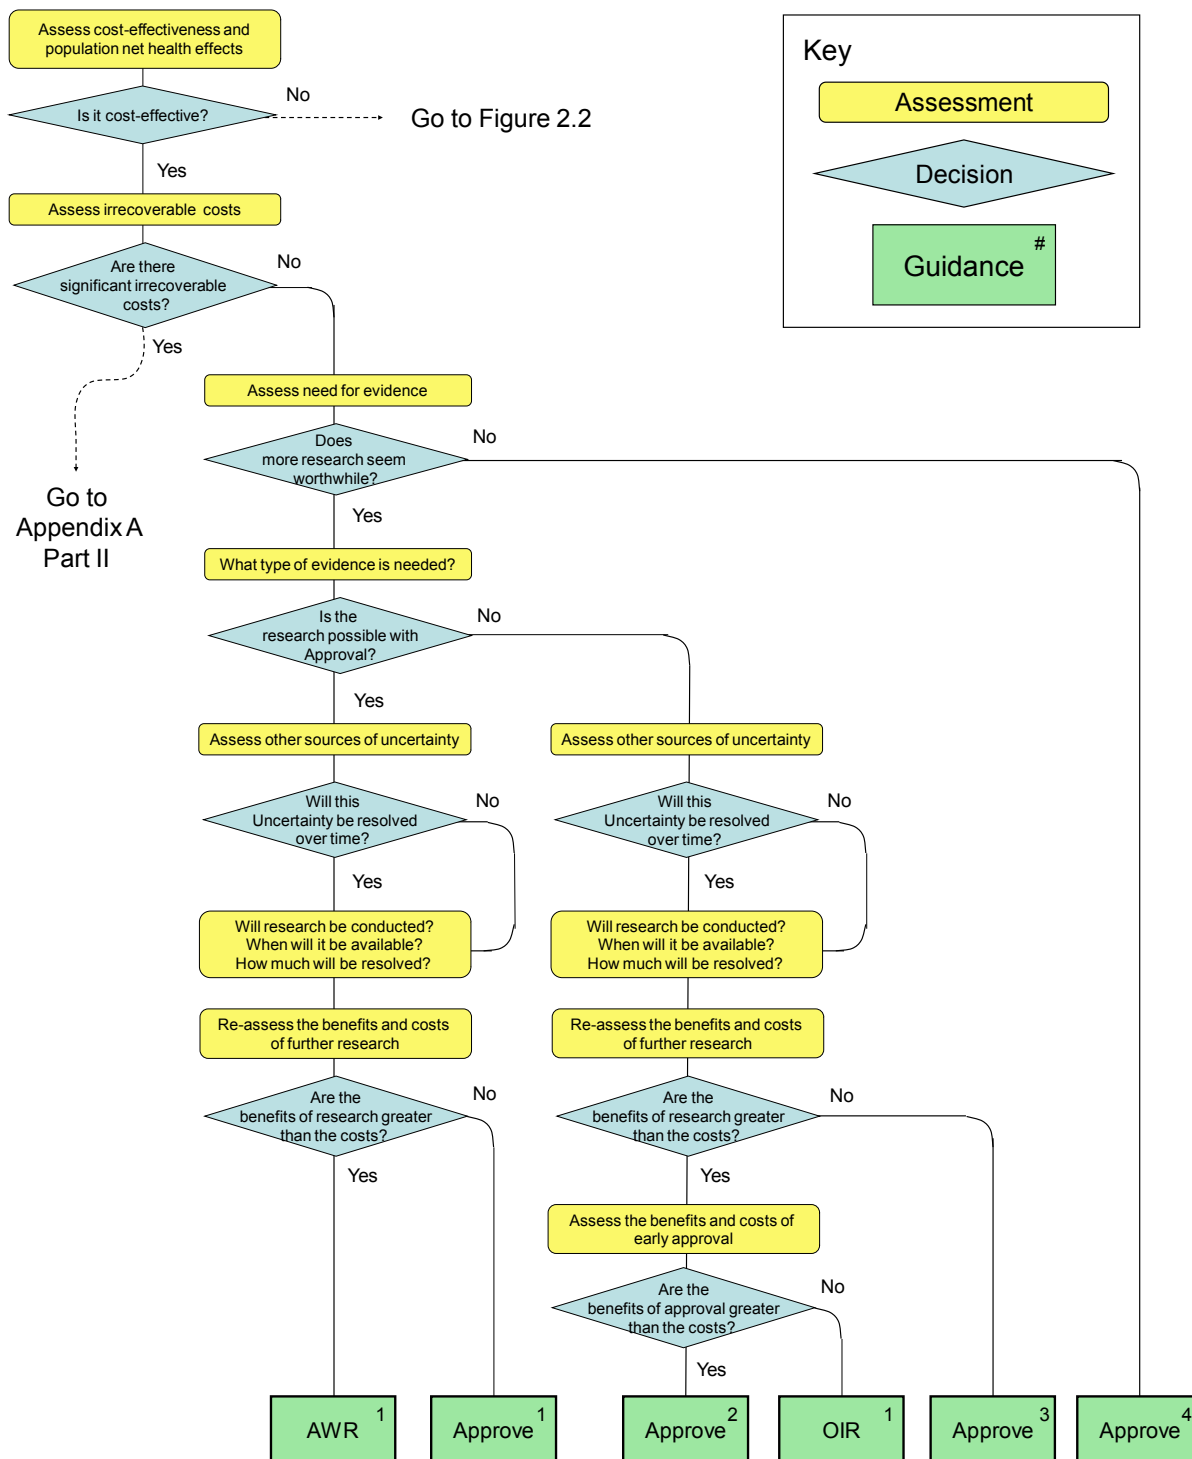 Assess cost-effectiveness and
population net health effects
Is it cost-effective?
No
Go to Figure 2.2
Yes
Key
Assessment
Decision
Guidance #
Assess irrecoverable costs
Are there
significant irrecoverable
costs?
No
Yes
Go to
Appendix A
Part II
Assess need for evidence
Does
more research seem
worthwhile?
No
Yes
What type of evidence is needed?
Is the
research possible with
Approval?
No
Yes
Assess other sources of uncertainty
Will this
Uncertainty be resolved
over time?
No
Yes
Will research be conducted?
When will it be available?
How much will be resolved?
Re-assess the benefits and costs
of further research
Are the
benefits of research greater
than the costs?
No
Yes
Assess other sources of uncertainty
Will this
Uncertainty be resolved
over time?
No
Yes
Will research be conducted?
When will it be available?
How much will be resolved?
Re-assess the benefits and costs
of further research
Are the
benefits of research greater
than the costs?
No
Yes
Assess the benefits and costs of
early approval
Are the
benefits of approval greater
than the costs?
No
Yes
AWR 1
Approve 1
Approve 2
OIR 1
Approve 3
Approve 4